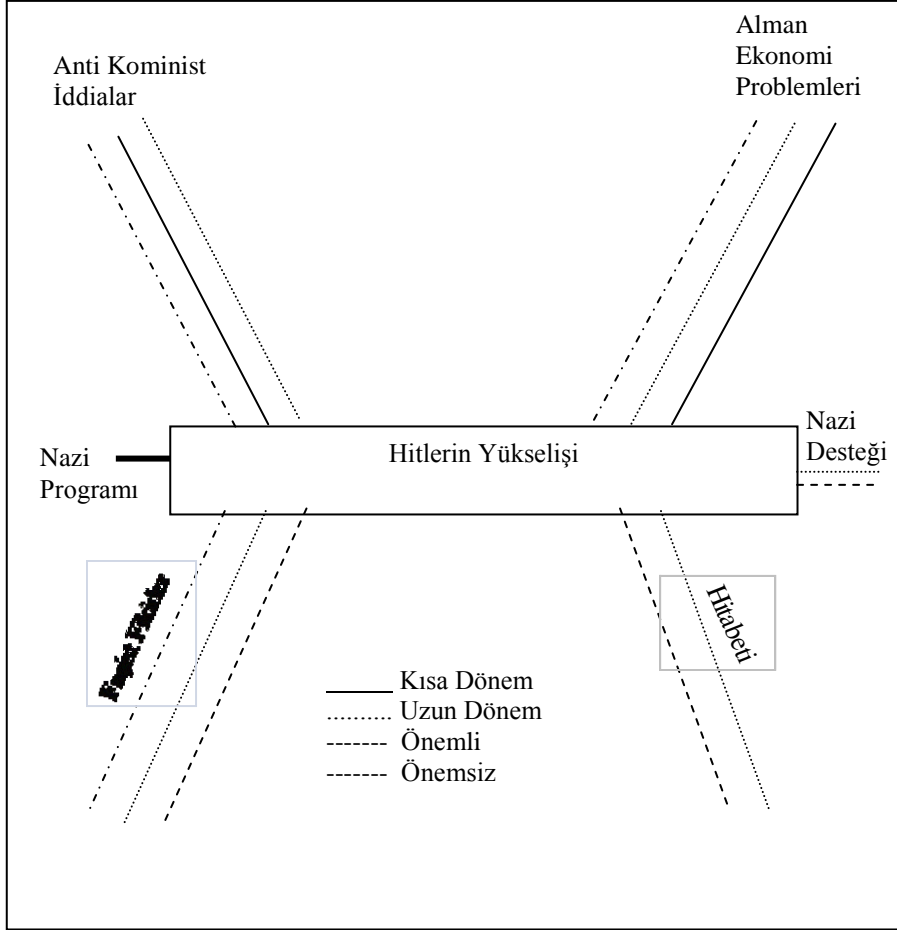 Anti Kominist
İddialar
Alman
Ekonomi
Problemleri
Nazi
Programı
Hitlerin Yükselişi
Nazi
Desteği
Hitabeti
Kısa Dönem
Uzun Dönem
Önemli
Önemsiz